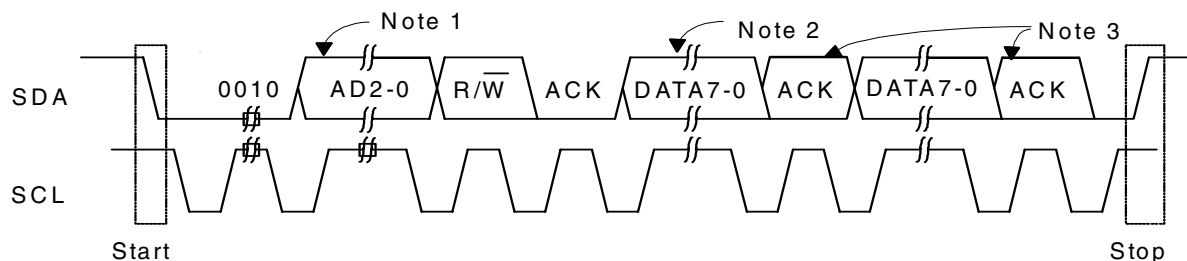 Note 1
Note 2
Note 3
SDA
0010
AD2-0
R/W̅
ACK
DATA7-0
ACK
DATA7-0
ACK
SCL
Start
Stop